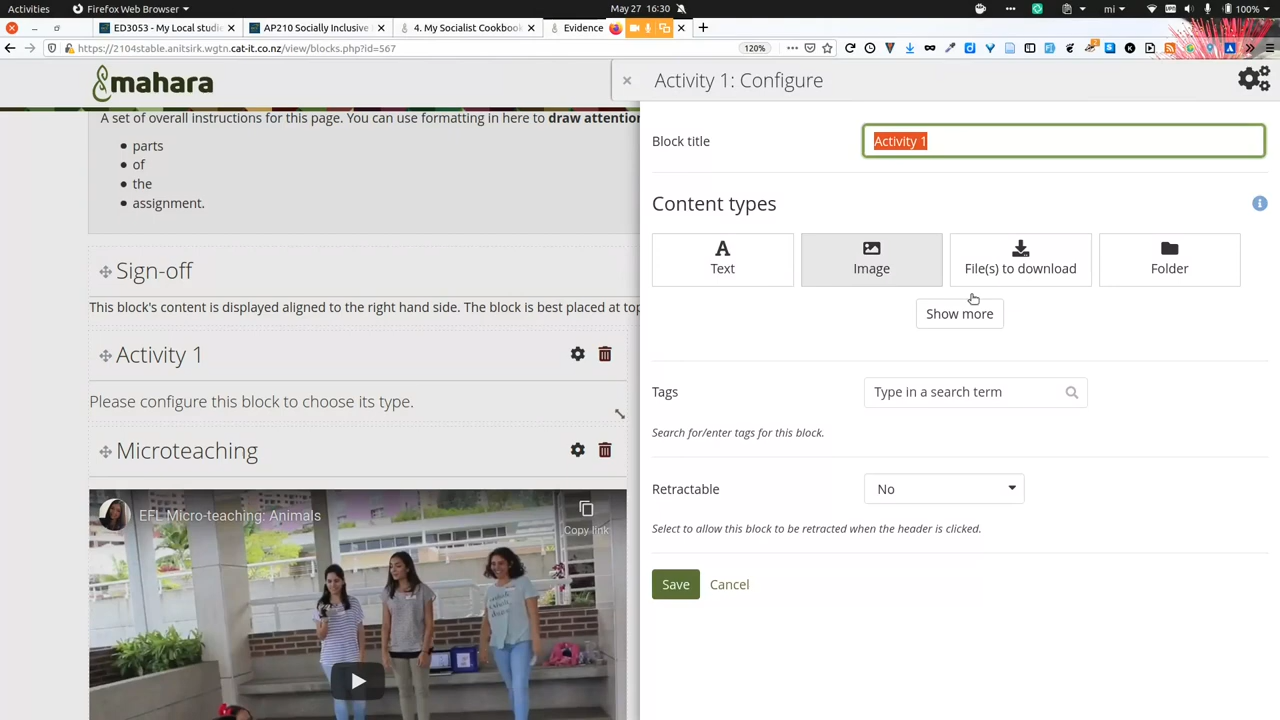 Activities
Firefox Web Browser
May 27 16:30
mi
100%
ED3053 - My Local studi
AP210 Socially Inclusive
4. My Socialist Cookbook
Evidence
https://2104stable.anitsirk.wgtn.cat-it.co.nz/view/blocks.php?id=567
120%
mahara
A set of overall instructions for this page. You can use formatting in here to draw attention
parts
of
the
assignment.
Sign-off
This block's content is displayed aligned to the right hand side. The block is best placed at top
Activity 1
Please configure this block to choose its type.
Microteaching
EFL Micro-teaching: Animals
Copy link
Activity 1: Configure
Block title
Activity 1
Content types
Text
Image
File(s) to download
Folder
Show more
Tags
Type in a search term
Search for/enter tags for this block.
Retractable
No
Select to allow this block to be retracted when the header is clicked.
Save
Cancel